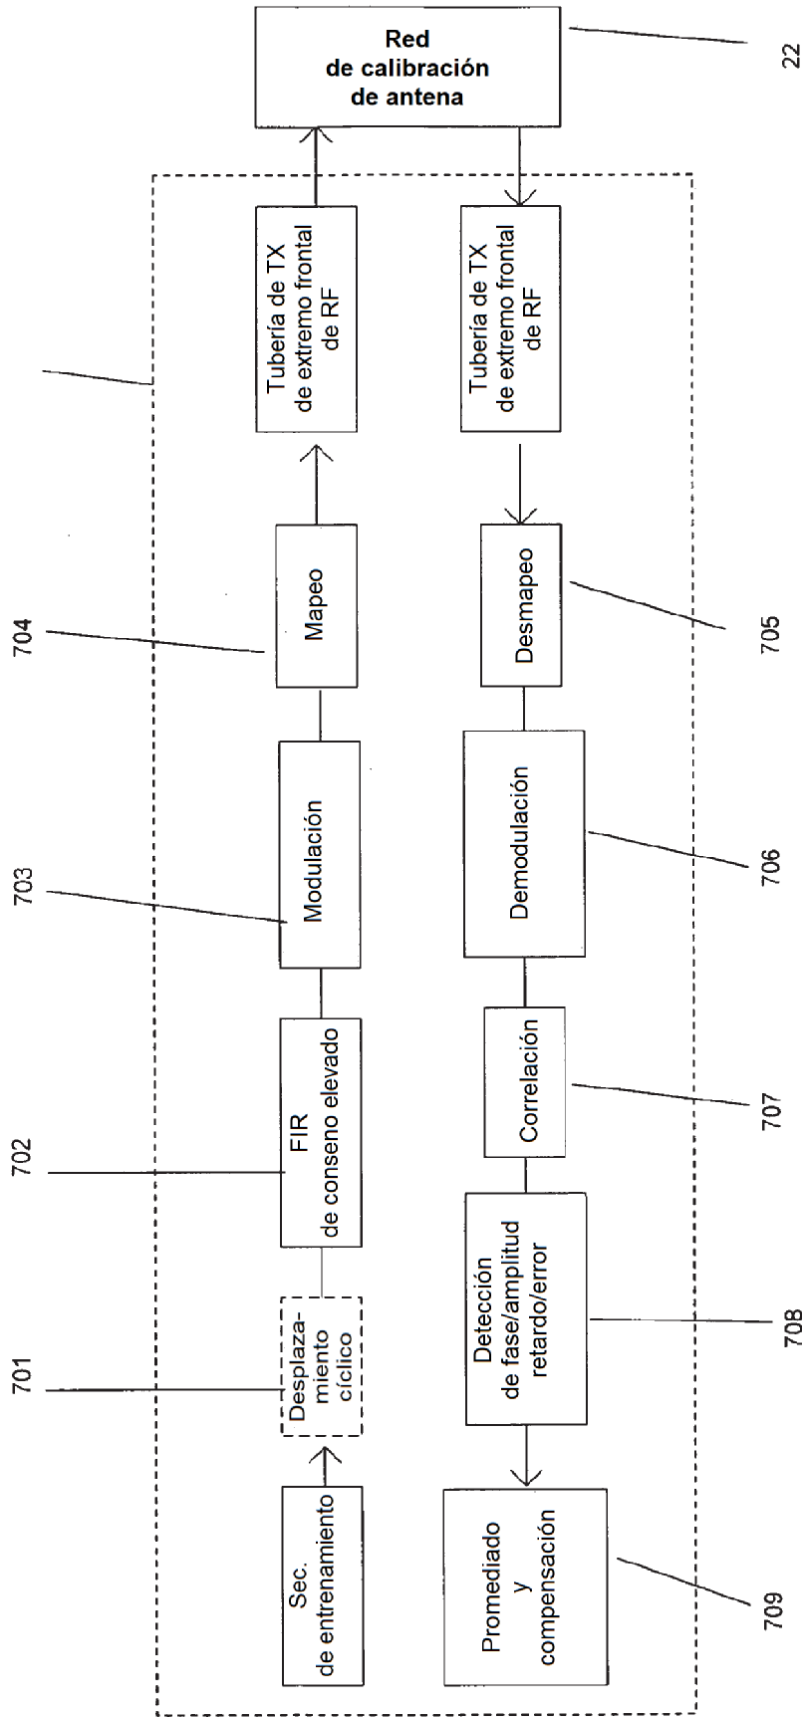 701
702
703
704
Sec.
de entrenamiento
Desplaza-
miento
cíclico
FIR
de conseno elevado
Modulación
Mapeo
Tubería de TX
de extremo frontal
de RF
Red
de calibración
de antena
Promediado
y
compensación
Detección
de fase/amplitud
retardo/error
Correlación
Demodulación
Desmapeo
Tubería de TX
de extremo frontal
de RF
709
708
707
706
705
22